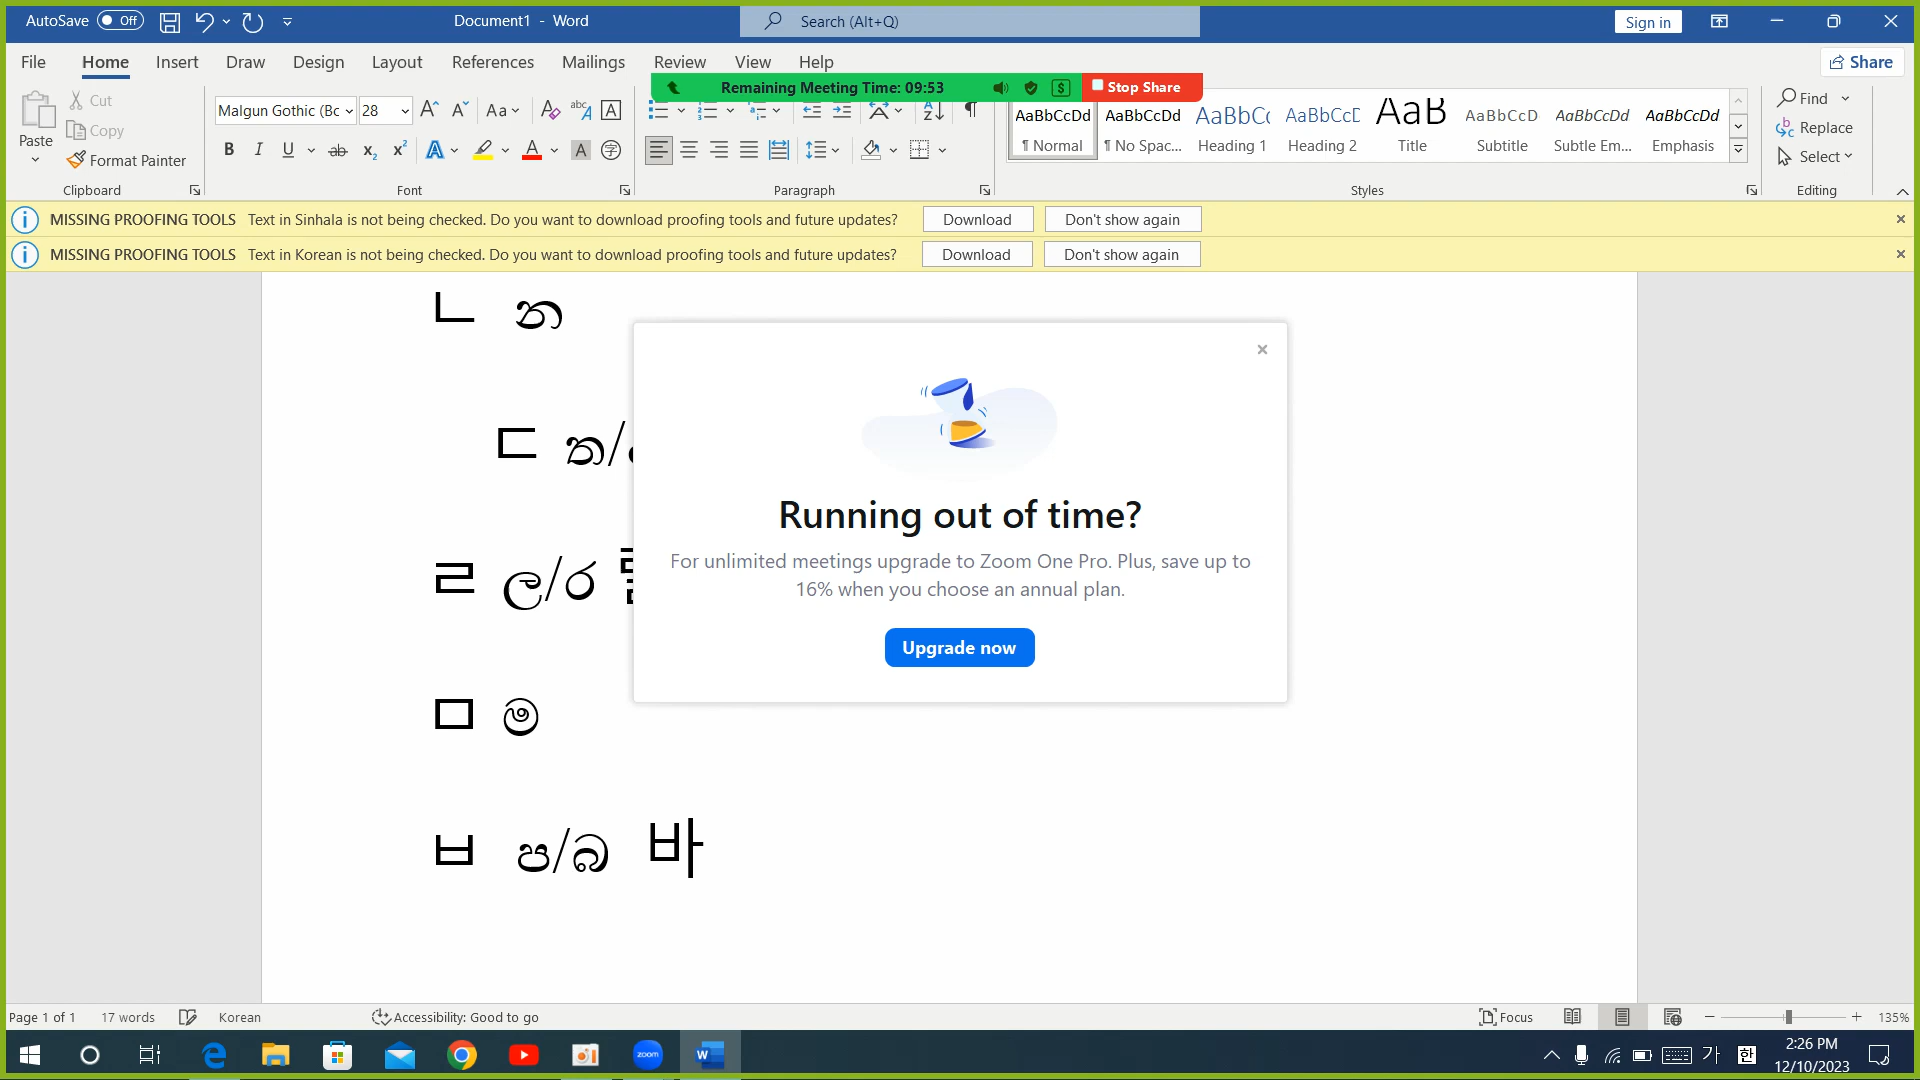 AutoSave Off Document1 - Word Search (Alt+Q) Sign in
File Home Insert Draw Design Layout References Mailings Review View Help Share
Remaining Meeting Time: 09:53 Stop Share
Paste Cut Copy Format Painter
Malgun Gothic (Bc 28
AaBbCcDd AaBbCcDd AaBbCc AaBbCcD AaB AaBbCcD AaBbCcDd AaBbCcDd
¶ Normal ¶ No Spac... Heading 1 Heading 2 Title Subtitle Subtle Em... Emphasis
Find Replace Select
Clipboard Font Paragraph Styles Editing
MISSING PROOFING TOOLS Text in Sinhala is not being checked. Do you want to download proofing tools and future updates? Download Don't show again
MISSING PROOFING TOOLS Text in Korean is not being checked. Do you want to download proofing tools and future updates? Download Don't show again
ㄴ න
ㄷ ත/
ㄹ ල/ර
ㅁ ම
ㅂ ප/බ 바
Running out of time?
For unlimited meetings upgrade to Zoom One Pro. Plus, save up to
16% when you choose an annual plan.
Upgrade now
Page 1 of 1 17 words Korean Accessibility: Good to go Focus 135%
zoom 가 한 2:26 PM
12/10/2023